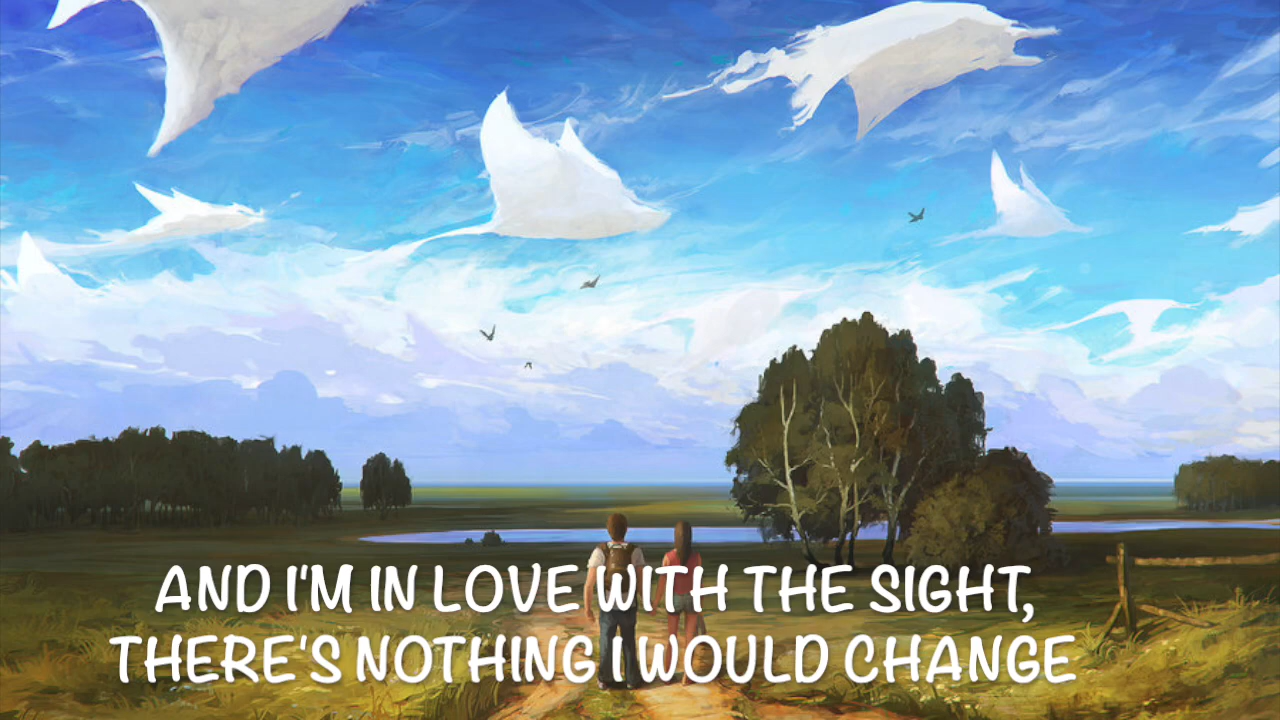 AND I'M IN LOVE WITH THE SIGHT,
THERE'S NOTHING I WOULD CHANGE